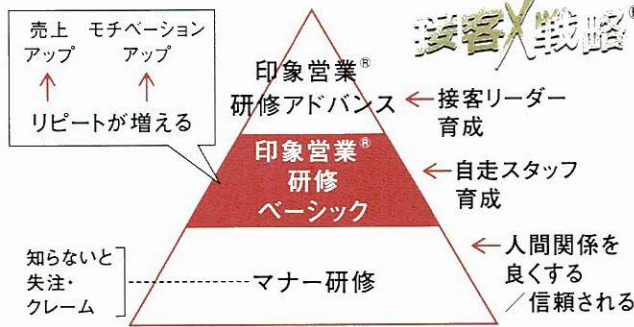 売上
アップ
モチベーション
アップ
リピートが増える
接客×戦略®
印象営業®
研修アドバンス
←接客リーダー
育成
印象営業®
研修
ベーシック
←自走スタッフ
育成
知らないと
失注・
クレーム
マナー研修
←人間関係を
良くする
／信頼される